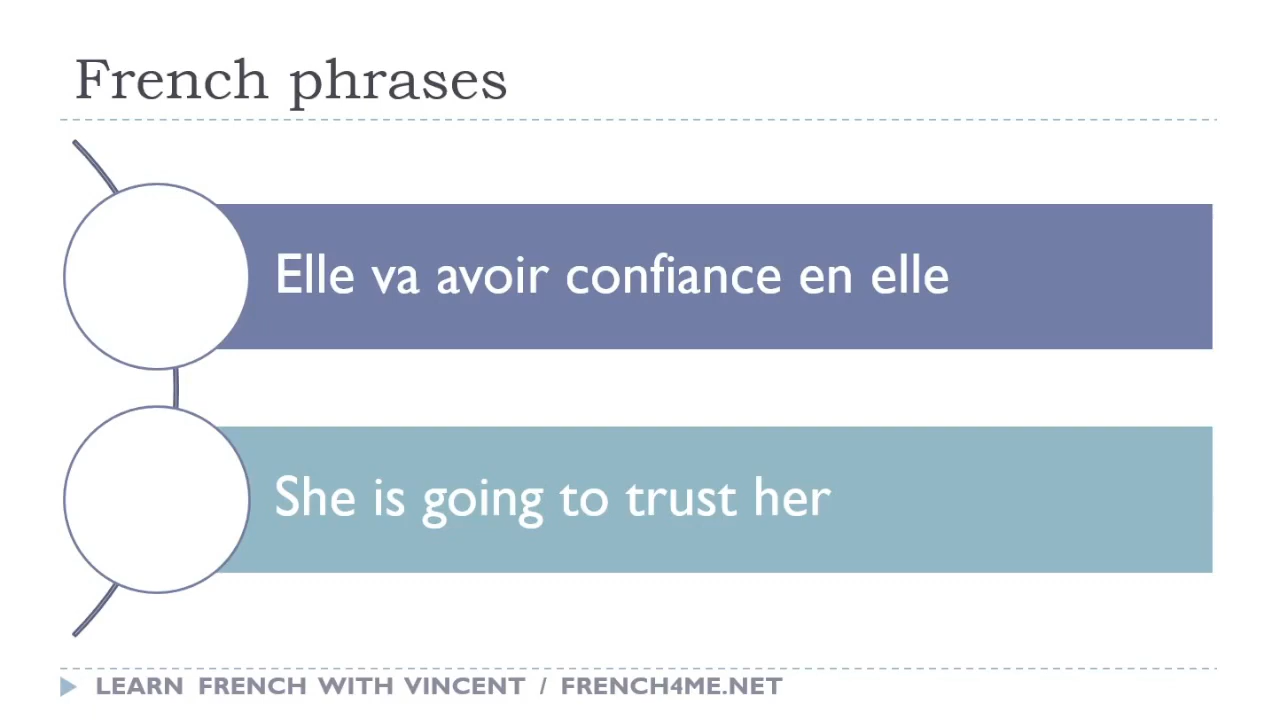 French phrases
Elle va avoir confiance en elle
She is going to trust her
LEARN FRENCH WITH VINCENT / FRENCH4ME.NET